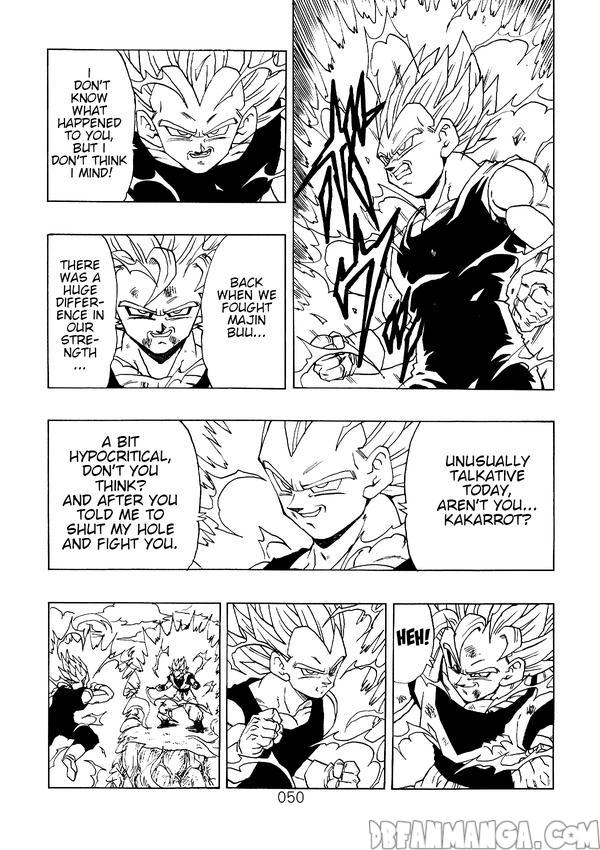 I
DON'T
KNOW
WHAT
HAPPENED
TO YOU,
BUT I
DON'T THINK
I MIND!
BACK
WHEN WE
FOUGHT
MAJIN
BUU...
THERE
WAS A
HUGE
DIFFER-
ENCE IN
OUR
STRE-
NGTH
...
UNUSUALLY
TALKATIVE
TODAY,
AREN'T YOU...
KAKARROT?
A BIT
HYPOCRITICAL,
DON'T YOU
THINK?
AND AFTER YOU
TOLD ME TO
SHUT MY HOLE
AND FIGHT YOU.
HEH!
050
DBFANMANGA.COM